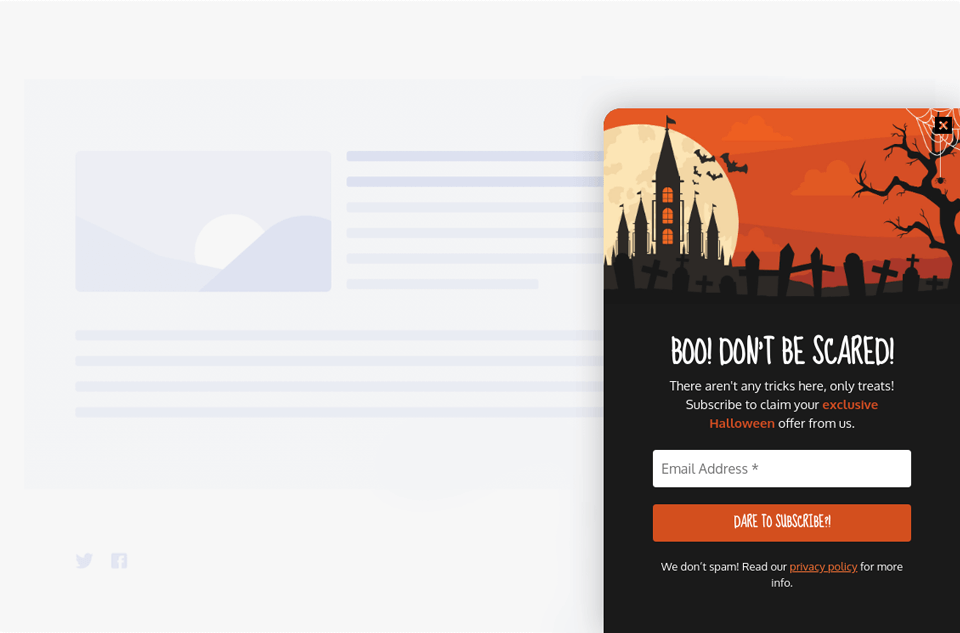 BOO! DON'T BE SCARED!
There aren't any tricks here, only treats!
Subscribe to claim your exclusive
Halloween offer from us.
Email Address *
DARE TO SUBSCRIBE?!
We don't spam! Read our privacy policy for more
info.